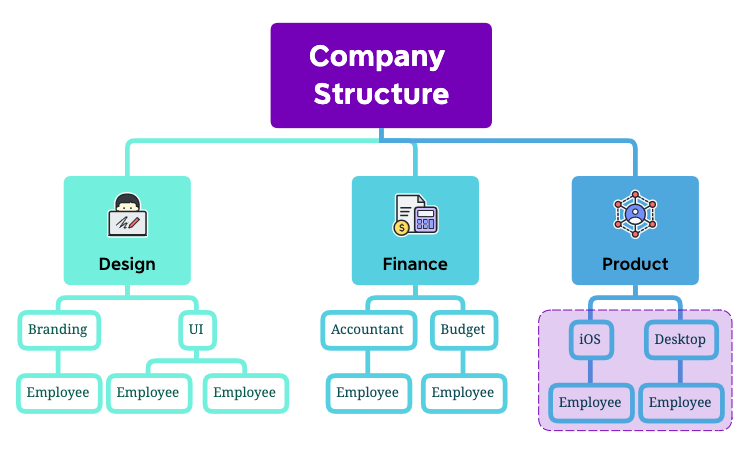 Company
Structure
$
Design
Finance
Product
Branding
UI
Accountant
Budget
iOS
Desktop
Employee
Employee
Employee
Employee
Employee
Employee
Employee